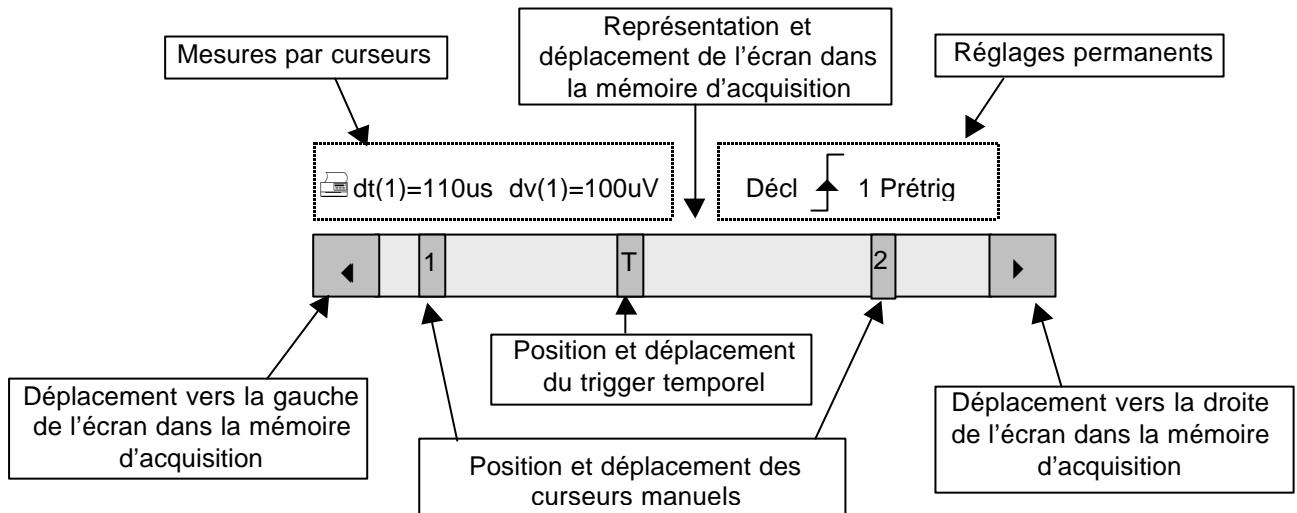 Mesures par curseurs
Représentation et
déplacement de l'écran dans
la mémoire d'acquisition
Réglages permanents
dt(1)=110us dv(1)=100uV
Décl 1 Prétrig
1 T 2
Position et déplacement
du trigger temporel
Déplacement vers la gauche
de l'écran dans la mémoire
d'acquisition
Position et déplacement des
curseurs manuels
Déplacement vers la droite
de l'écran dans la mémoire
d'acquisition